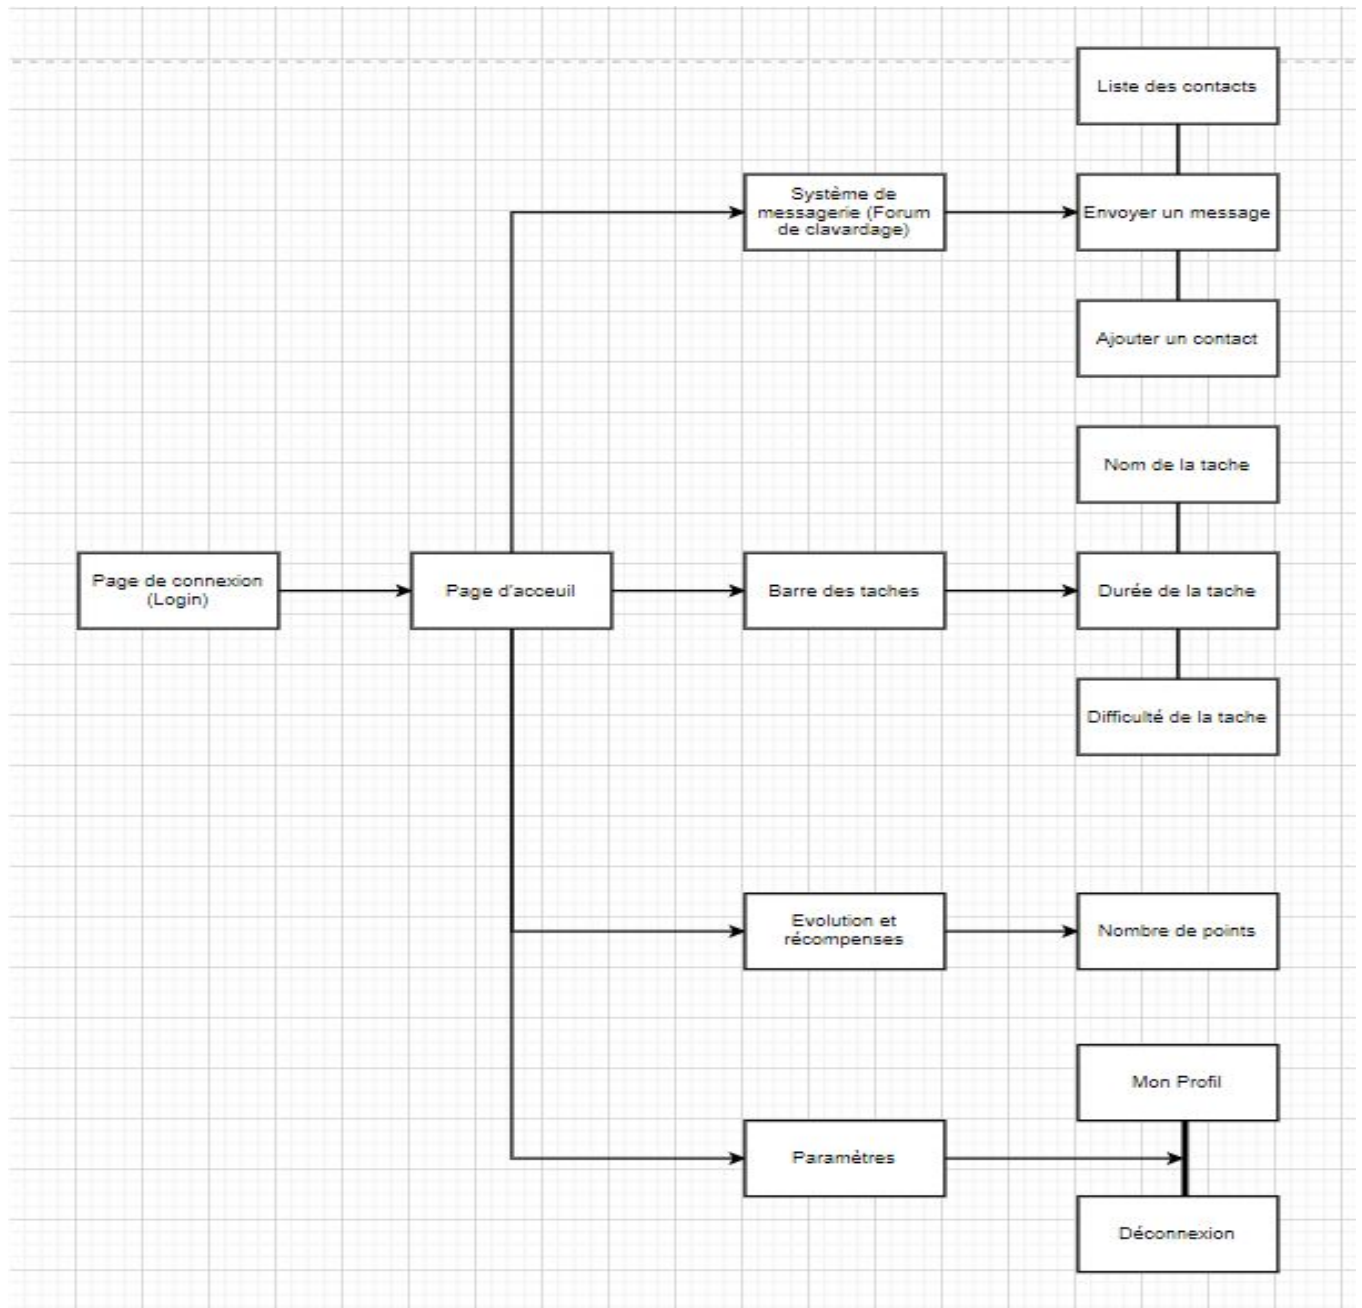 Liste des contacts
Système de
messagerie (Forum
de clavardage)
Envoyer un message
Ajouter un contact
Nom de la tache
Page de connexion
(Login)
Page d'acceuil
Barre des taches
Durée de la tache
Difficulté de la tache
Evolution et
récompenses
Nombre de points
Mon Profil
Paramètres
Déconnexion